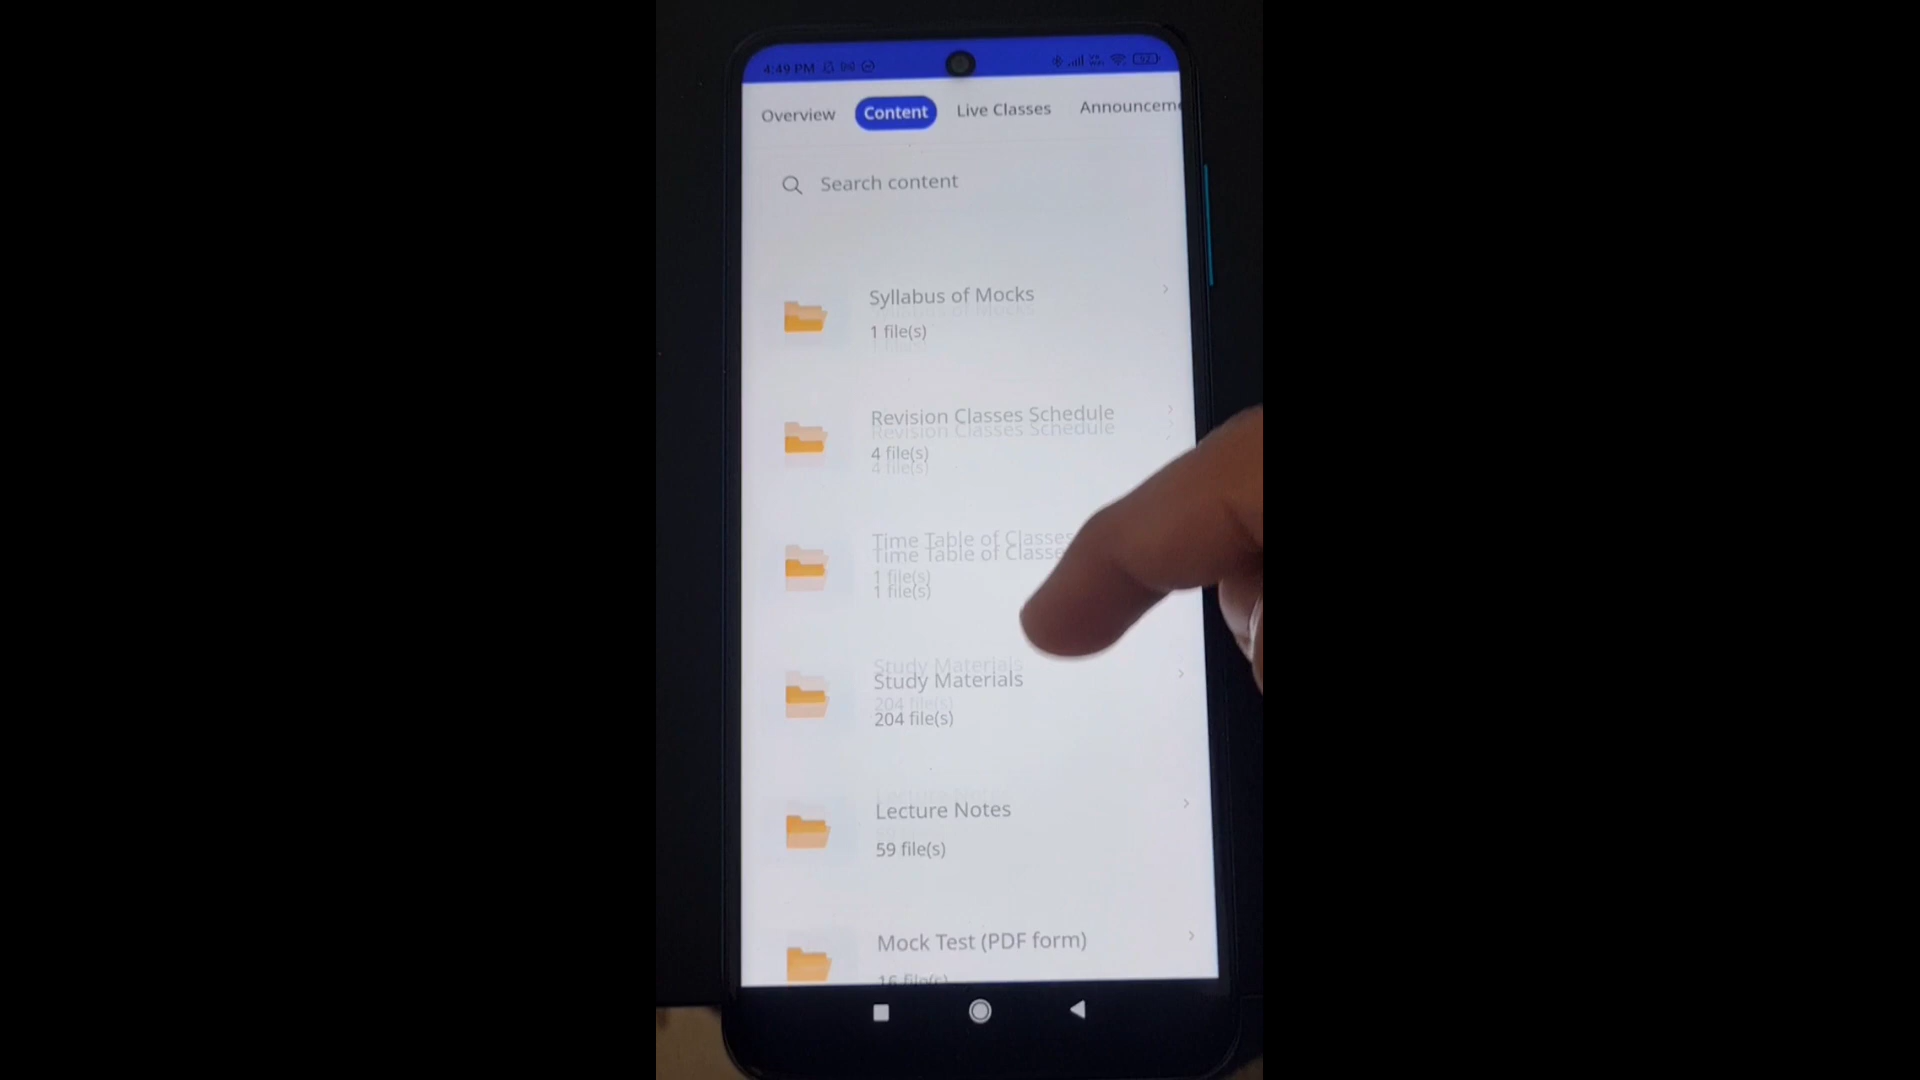 4:49 PM
52
Overview Content Live Classes Announceme
Search content
Syllabus of Mocks
1 file(s)
Revision Classes Schedule
4 file(s)
Time Table of Classes
1 file(s)
Study Materials
204 file(s)
Lecture Notes
59 file(s)
Mock Test (PDF form)
16 file(s)